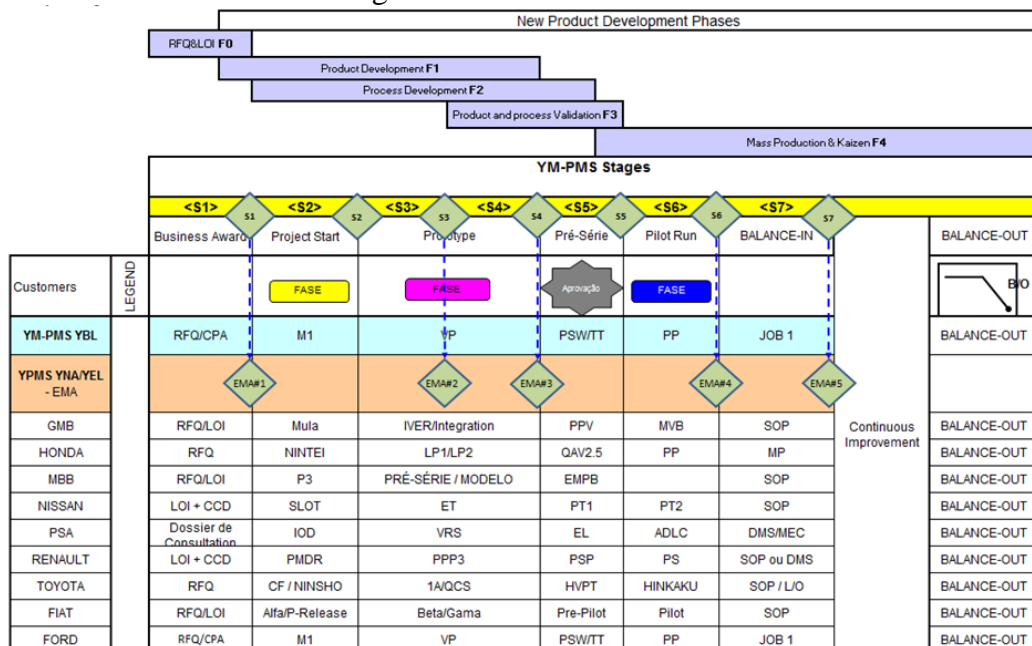 New Product Development Phases
RFQ&LOI F0
Product Development F1
Process Development F2
Product and process Validation F3
Mass Production & Kaizen F4
YM-PMS Stages
<S1> S1 <S2> S2 <S3> S3 <S4> S4 <S5> S5 <S6> S6 <S7> S7
Business Award Project Start Prototype Pré-Série Pilot Run BALANCE-IN BALANCE-OUT
Customers LEGEND FASE FASE Aprovação FASE B/O
YM-PMS YBL RFQ/CPA M1 VP PSW/TT PP JOB 1 BALANCE-OUT
YPMS YNA/YEL
- EMA
EMA#1 EMA#2 EMA#3 EMA#4 EMA#5
GMB RFQ/LOI Mula IVER/Integration PPV MVB SOP Continuous BALANCE-OUT
HONDA RFQ NINTEI LP1/LP2 QAV2.5 PP MP Improvement BALANCE-OUT
MBB RFQ/LOI P3 PRÉ-SÉRIE / MODELO EMPB SOP BALANCE-OUT
NISSAN LOI + CCD SLOT ET PT1 PT2 SOP BALANCE-OUT
PSA Dossier de Consultation IOD VRS EL ADLC DMS/MEC BALANCE-OUT
RENAULT LOI + CCD PMDR PPP3 PSP PS SOP ou DMS BALANCE-OUT
TOYOTA RFQ CF / NINSHO 1A/QCS HVPT HINKAKU SOP / L/O BALANCE-OUT
FIAT RFQ/LOI Alfa/P-Release Beta/Gama Pre-Pilot Pilot SOP BALANCE-OUT
FORD RFQ/CPA M1 VP PSW/TT PP JOB 1 BALANCE-OUT